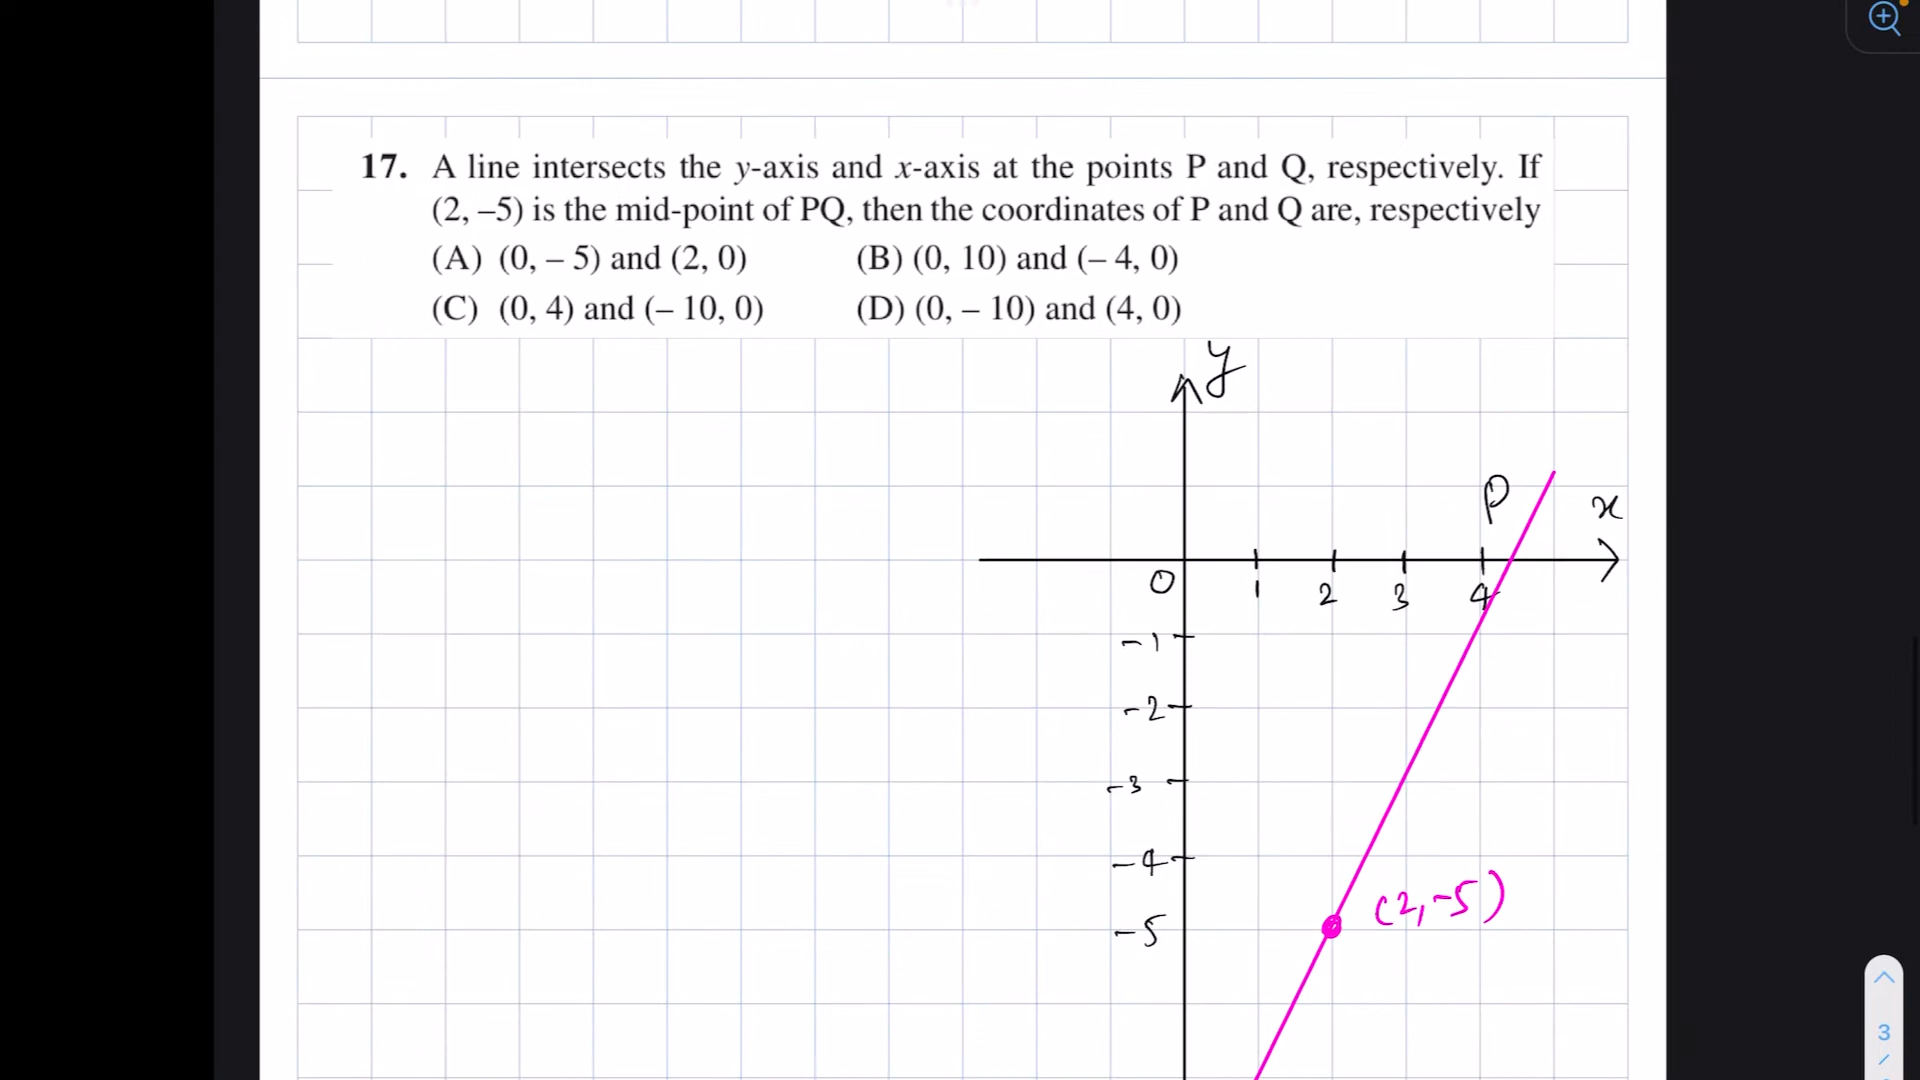 17. A line intersects the y-axis and x-axis at the points P and Q, respectively. If
(2, –5) is the mid-point of PQ, then the coordinates of P and Q are, respectively
(A) (0, – 5) and (2, 0) (B) (0, 10) and (– 4, 0)
(C) (0, 4) and (– 10, 0) (D) (0, – 10) and (4, 0)
y
P
x
0
1 2 3 4
-1
-2
-3
-4
(2,-5)
-5
3